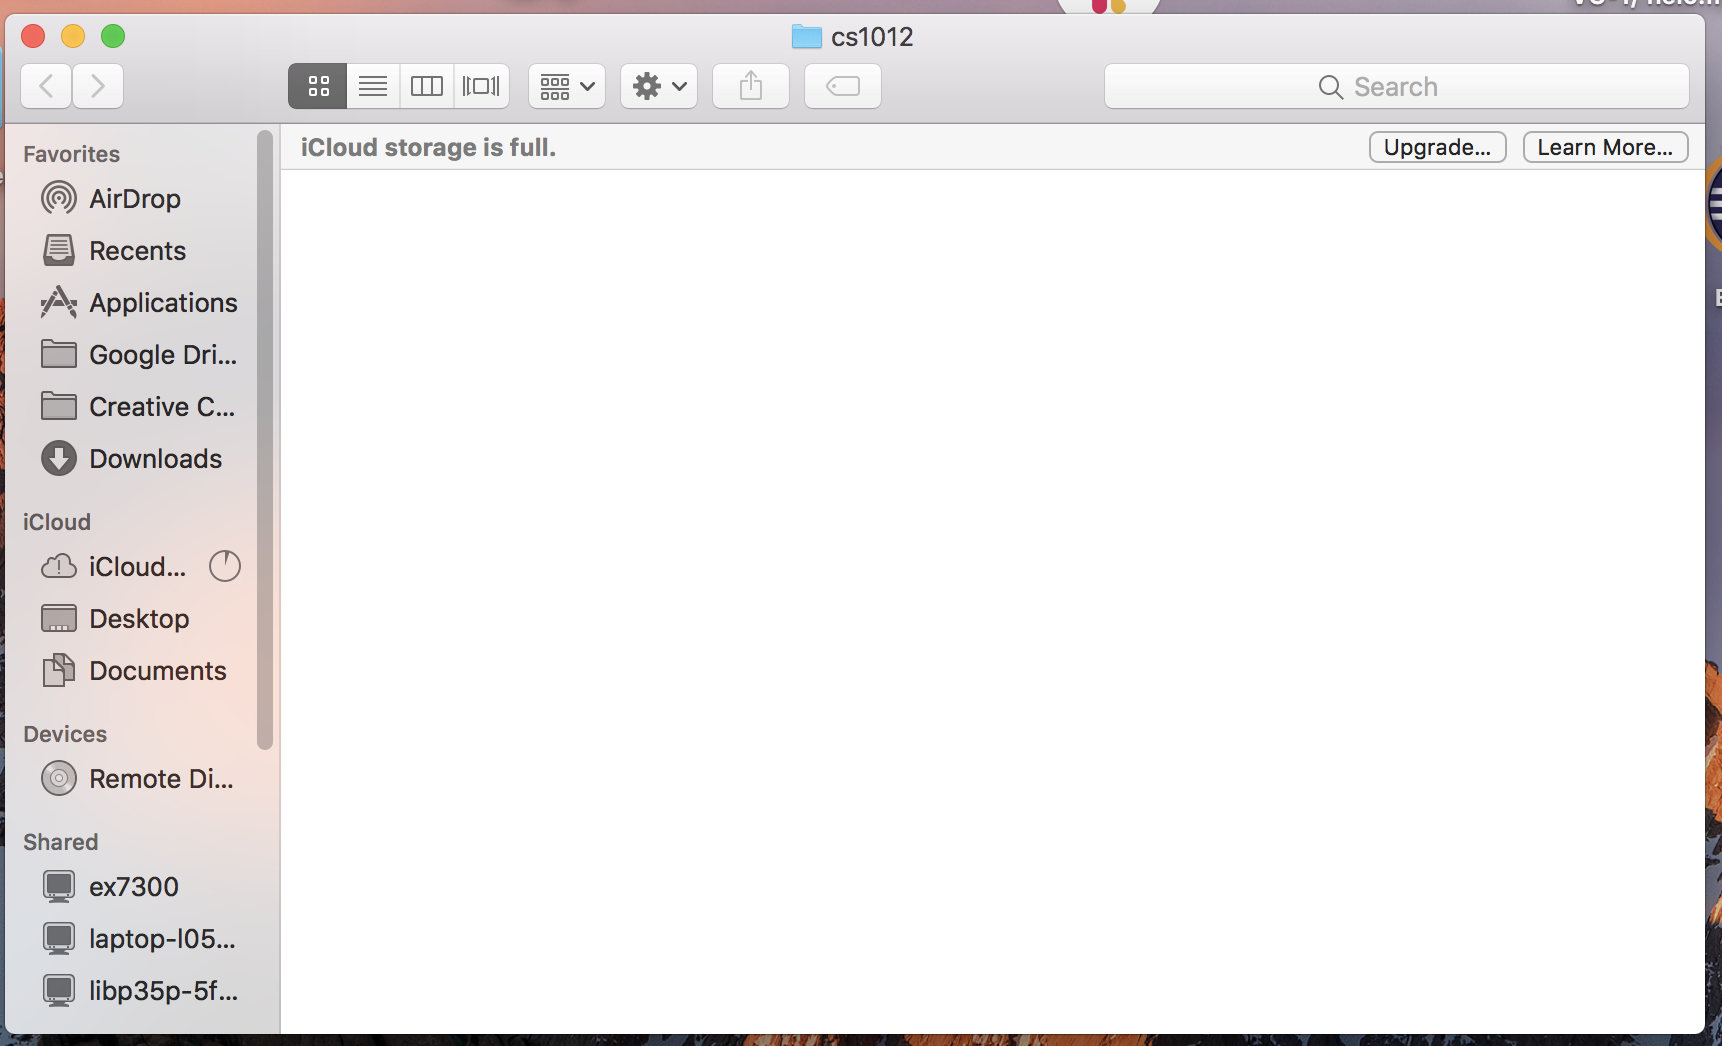 cs1012
Search
iCloud storage is full.
Upgrade...
Learn More...
Favorites
AirDrop
Recents
Applications
Google Dri...
Creative C...
Downloads
iCloud
iCloud...
Desktop
Documents
Devices
Remote Di...
Shared
ex7300
laptop-l05...
libp35p-5f...